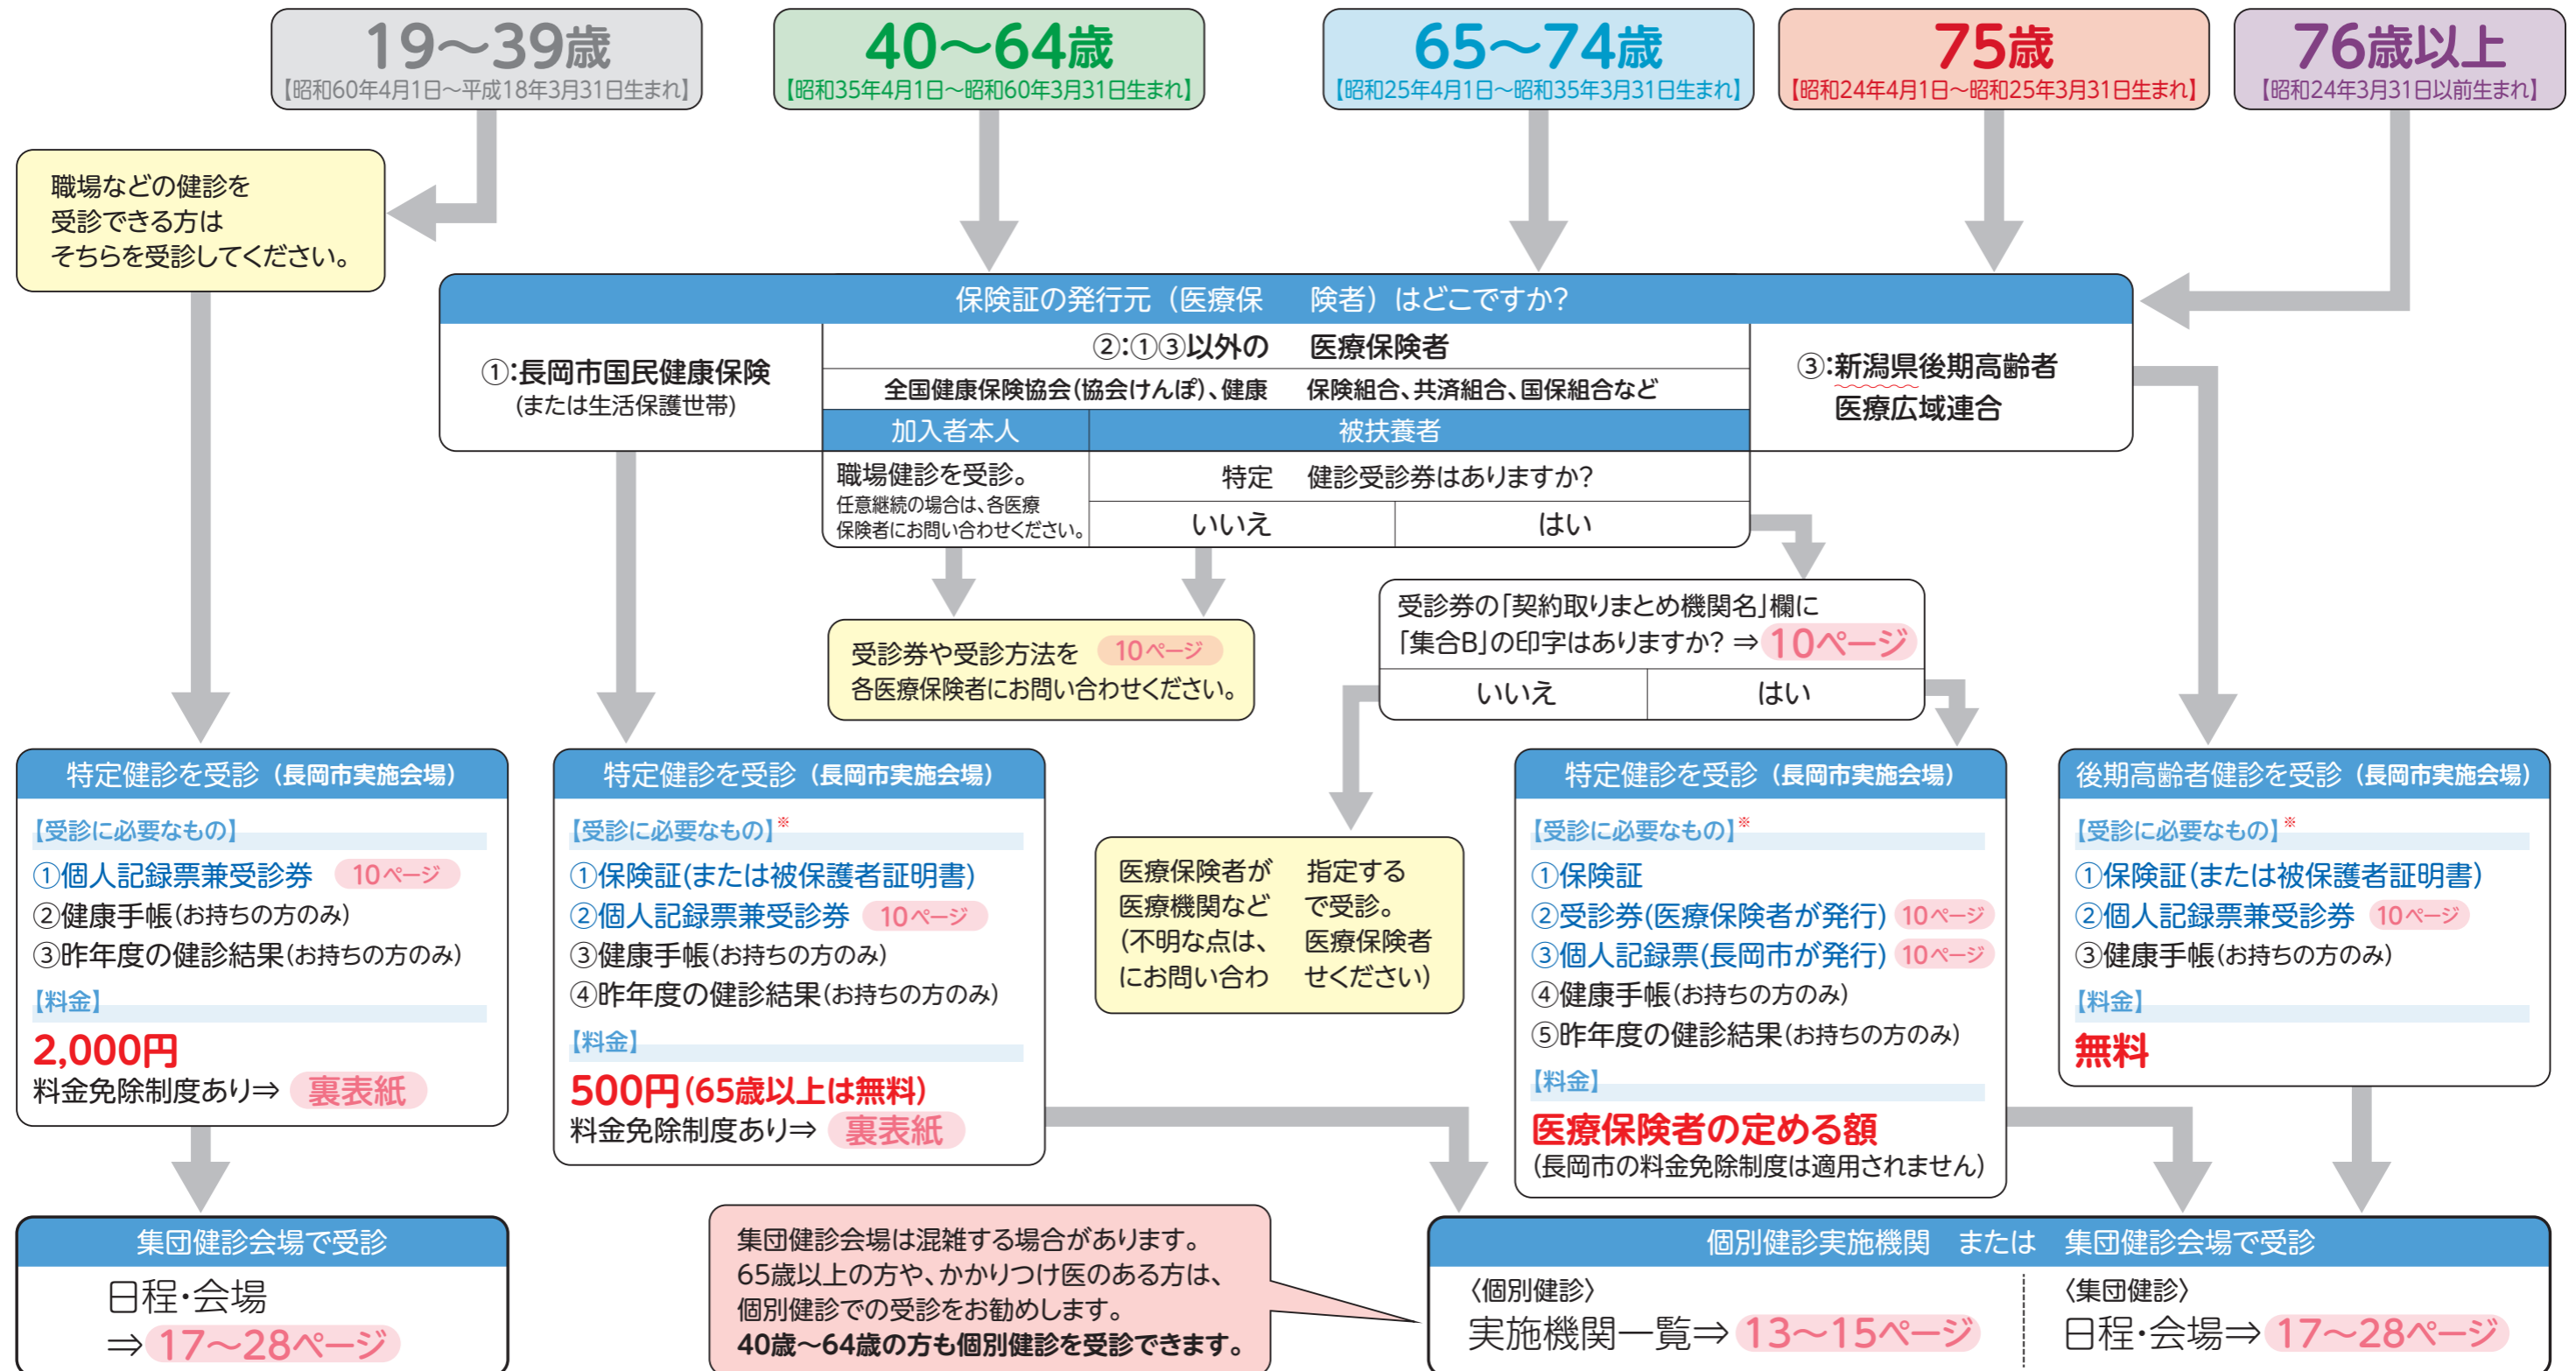 19～39歳
【昭和60年4月1日～平成18年3月31日生まれ】
40～64歳
【昭和35年4月1日～昭和60年3月31日生まれ】
65～74歳
【昭和25年4月1日～昭和35年3月31日生まれ】
75歳
【昭和24年4月1日～昭和25年3月31日生まれ】
76歳以上
【昭和24年3月31日以前生まれ】
職場などの健診を
受診できる方は
そちらを受診してください。
保険証の発行元（医療保　険者）はどこですか？
①：長岡市国民健康保険
（または生活保護世帯）
②：①③以外の　医療保険者
全国健康保険協会（協会けんぽ）、健康　保険組合、共済組合、国保組合など
③：新潟県後期高齢者
医療広域連合
加入者本人
被扶養者
職場健診を受診。
任意継続の場合は、各医療
保険者にお問い合わせください。
特定　健診受診券はありますか？
いいえ
はい
受診券や受診方法を 10ページ
各医療保険者にお問い合わせください。
受診券の「契約取りまとめ機関名」欄に
「集合B」の印字はありますか？ ⇒ 10ページ
いいえ
はい
特定健診を受診（長岡市実施会場）
【受診に必要なもの】
①個人記録票兼受診券 10ページ
②健康手帳（お持ちの方のみ）
③昨年度の健診結果（お持ちの方のみ）
【料金】
2,000円
料金免除制度あり⇒ 裏表紙
特定健診を受診（長岡市実施会場）
【受診に必要なもの】※
①保険証（または被保護者証明書）
②個人記録票兼受診券 10ページ
③健康手帳（お持ちの方のみ）
④昨年度の健診結果（お持ちの方のみ）
【料金】
500円（65歳以上は無料）
料金免除制度あり⇒ 裏表紙
医療保険者が　指定する
医療機関など　で受診。
（不明な点は、　医療保険者
にお問い合わ　せください）
特定健診を受診（長岡市実施会場）
【受診に必要なもの】※
①保険証
②受診券（医療保険者が発行） 10ページ
③個人記録票（長岡市が発行） 10ページ
④健康手帳（お持ちの方のみ）
⑤昨年度の健診結果（お持ちの方のみ）
【料金】
医療保険者の定める額
（長岡市の料金免除制度は適用されません）
後期高齢者健診を受診（長岡市実施会場）
【受診に必要なもの】※
①保険証（または被保護者証明書）
②個人記録票兼受診券 10ページ
③健康手帳（お持ちの方のみ）
【料金】
無料
集団健診会場で受診
日程・会場
⇒ 17～28ページ
集団健診会場は混雑する場合があります。
65歳以上の方や、かかりつけ医のある方は、
個別健診での受診をお勧めします。
40歳～64歳の方も個別健診を受診できます。
個別健診実施機関　または　集団健診会場で受診
〈個別健診〉
実施機関一覧⇒ 13～15ページ
〈集団健診〉
日程・会場⇒ 17～28ページ